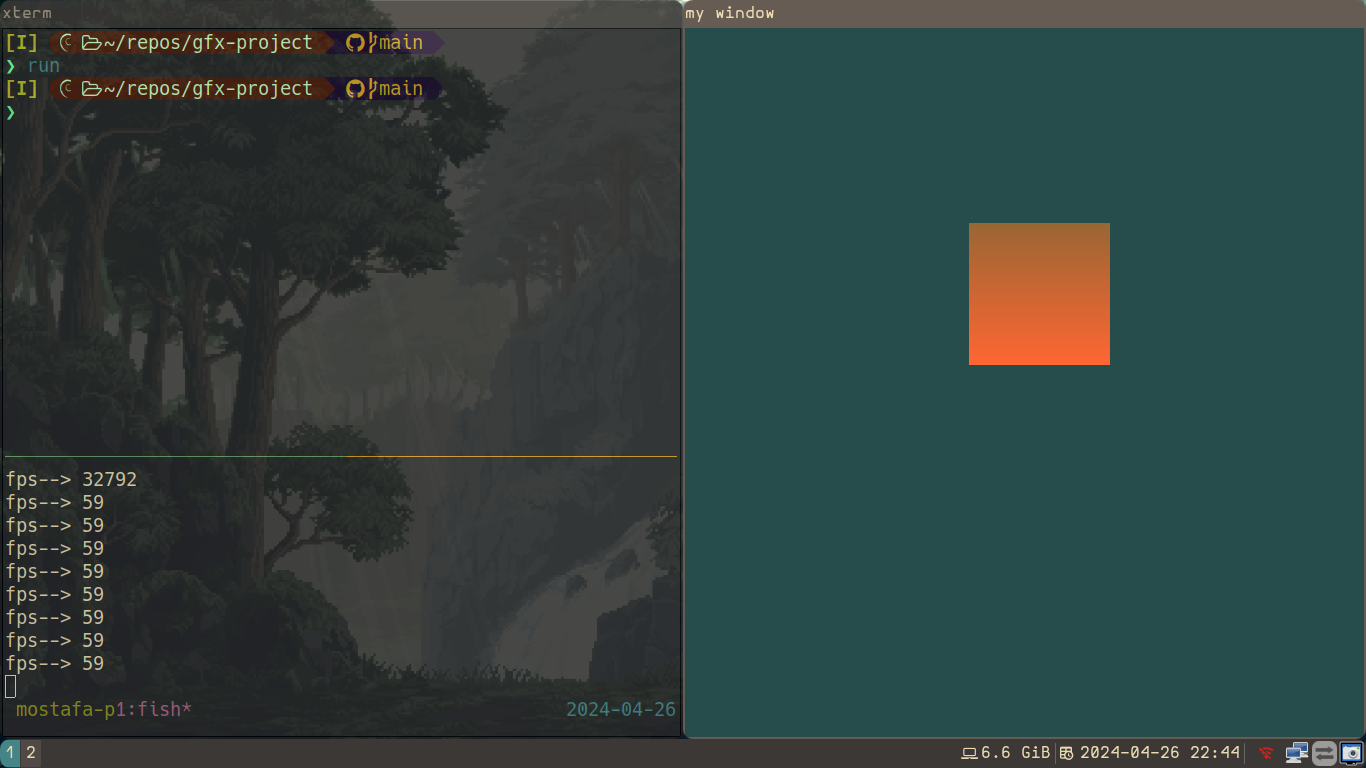 xterm
[I] ~/repos/gfx-project main
❯ run
[I] ~/repos/gfx-project main
❯
fps--> 32792
fps--> 59
fps--> 59
fps--> 59
fps--> 59
fps--> 59
fps--> 59
fps--> 59
fps--> 59
mostafa-p1:fish* 2024-04-26
my window
1 2 6.6 GiB 2024-04-26 22:44